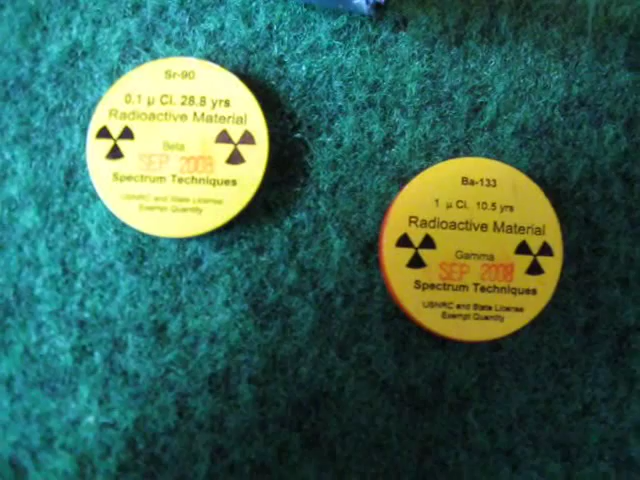 Sr-90
0.1 µ Ci. 28.8 yrs
Radioactive Material
Beta
SEP 2008
Spectrum Techniques
USNRC and State License
Exempt Quantity
Ba-133
1 µ Ci. 10.5 yrs
Radioactive Material
Gamma
SEP 2008
Spectrum Techniques
USNRC and State License
Exempt Quantity